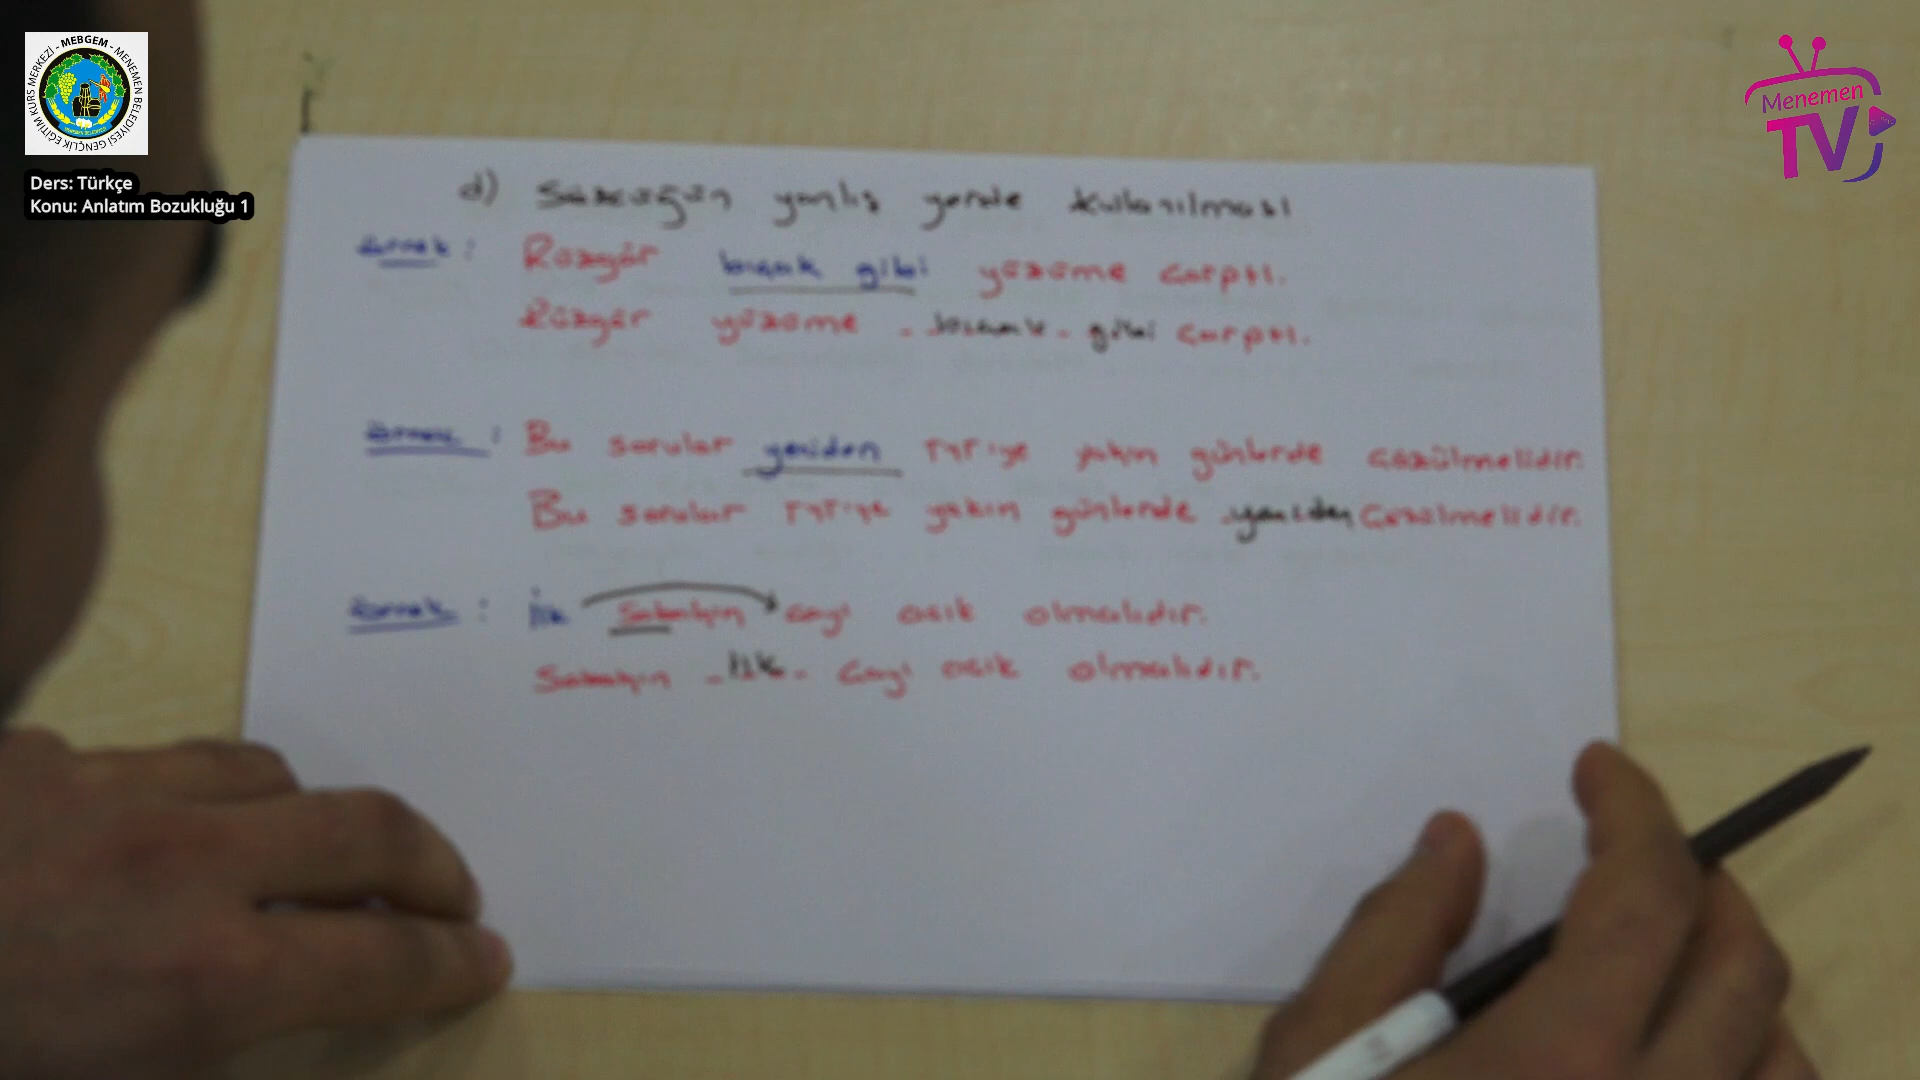 MEBGEM - MENEMEN BELEDİYESİ GENÇLİK EĞİTİM KURS MERKEZİ
Menemen
TV
Ders: Türkçe
Konu: Anlatım Bozukluğu 1
d) Sözcüğün yanlış yerde kullanılması
Örnek : Rüzgâr bıçak gibi yüzüme çarptı.
Rüzgâr yüzüme - bıçak - gibi çarptı.
Örnek : Bu sorular yeniden TYT'ye yakın günlerde çözülmelidir.
Bu sorular TYT'ye yakın günlerde yeniden çözülmelidir.
Örnek : İlk sabahın çayı açık olmalıdır.
Sabahın - ilk - çayı açık olmalıdır.